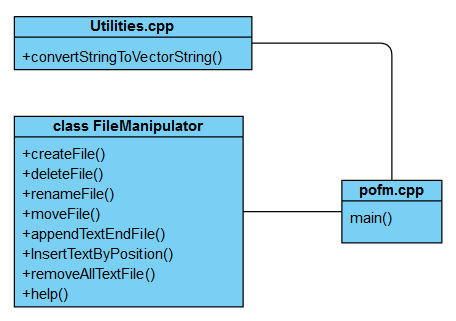 Utilities.cpp
+convertStringToVectorString()
class FileManipulator
+createFile()
+deleteFile()
+renameFile()
+moveFile()
+appendTextEndFile()
+InsertTextByPosition()
+removeAllTextFile()
+help()
pofm.cpp
main()